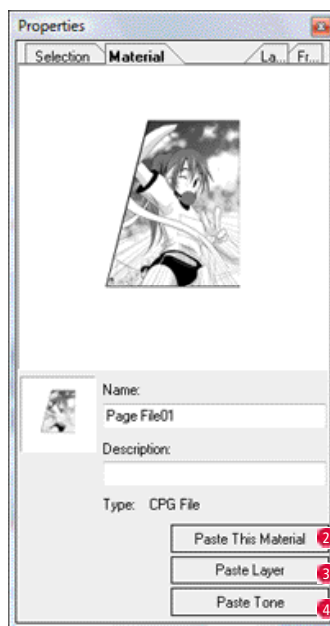 Properties
Selection Material La... Fr...
Name:
Page File01
Description:
Type: CPG File
Paste This Material 2
Paste Layer 3
Paste Tone 4